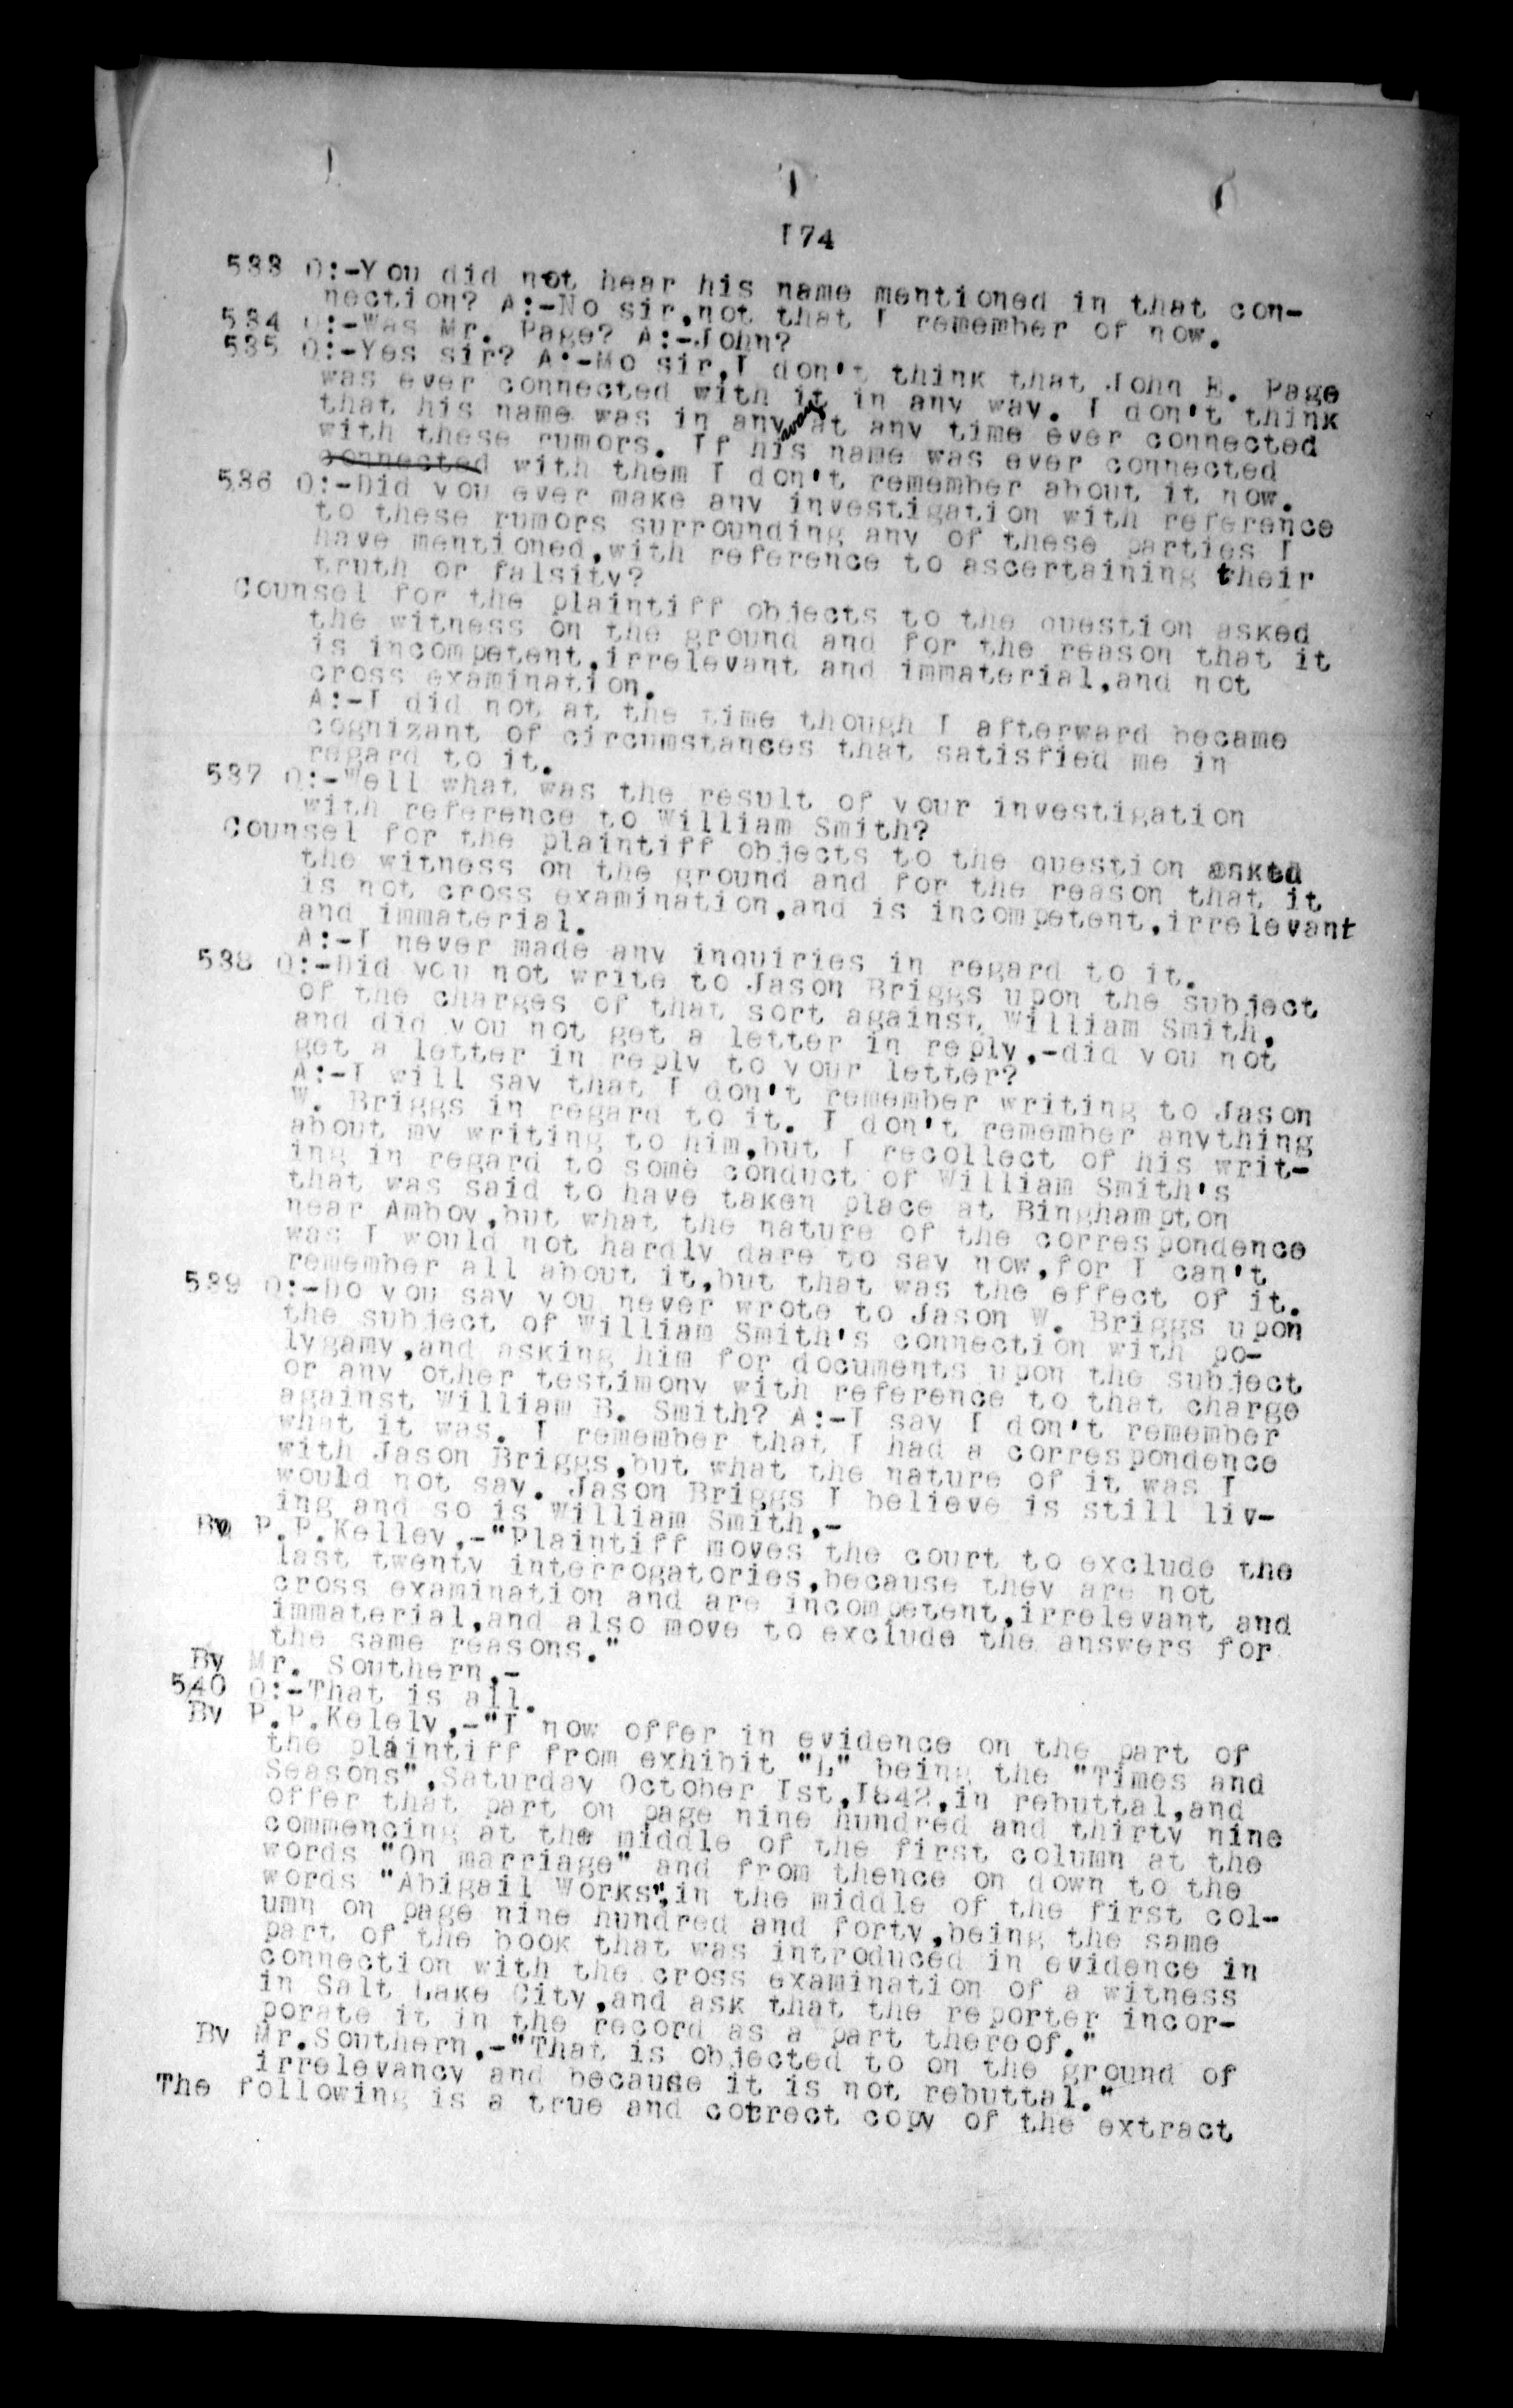 I74
533 Q:-You did not hear his name mentioned in that con-
nection? A:-No sir,not that I remember of now.
534 Q:-Was Mr. Page? A:-John?
535 Q:-Yes sir? A:-No sir,I don't think that John E. Page
was ever connected with it in any way. I don't think
that his name was in any way at any time ever connected
with these rumors. If his name was ever connected
connected with them I don't remember about it now.
536 Q:-Did you ever make any investigation with reference
to these rumors surrounding any of these parties I
have mentioned,with reference to ascertaining their
truth or falsity?
Counsel for the plaintiff objects to the question asked
the witness on the ground and for the reason that it
is incompetent,irrelevant and immaterial,and not
cross examination.
A:-I did not at the time though I afterward became
cognizant of circumstances that satisfied me in
regard to it.
537 Q:-Well what was the result of your investigation
with reference to William Smith?
Counsel for the plaintiff objects to the question asked
the witness on the ground and for the reason that it
is not cross examination,and is incompetent,irrelevant
and immaterial.
A:-I never made any inquiries in regard to it.
538 Q:-Did you not write to Jason Briggs upon the subject
of the charges of that sort against William Smith,
and did you not get a letter in reply,-did you not
get a letter in reply to your letter?
A:-I will say that I don't remember writing to Jason
W. Briggs in regard to it. I don't remember anything
about my writing to him,but I recollect of his writ-
ing in regard to some conduct of William Smith's
that was said to have taken place at Binghampton
near Amboy,but what the nature of the correspondence
was I would not hardly dare to say now,for I can't
remember all about it,but that was the effect of it.
539 Q:-Do you say you never wrote to Jason W. Briggs upon
the subject of William Smith's connection with po-
lygamy,and asking him for documents upon the subject
or any other testimony with reference to that charge
against William B. Smith? A:-I say I don't remember
what it was. I remember that I had a correspondence
with Jason Briggs,but what the nature of it was I
would not say. Jason Briggs I believe is still liv-
ing and so is William Smith,-
By P.P.Kelley,-"Plaintiff moves the court to exclude the
last twenty interrogatories,because they are not
cross examination and are incompetent,irrelevant and
immaterial,and also move to exclude the answers for
the same reasons."
By Mr. Southern,-
540 Q:-That is all.
By P.P.Kelely,-"I now offer in evidence on the part of
the plaintiff from exhibit "L" being the "Times and
Seasons",Saturday October Ist,I842,in rebuttal,and
offer that part on page nine hundred and thirty nine
commencing at the middle of the first column at the
words "On marriage" and from thence on down to the
words "Abigail Works",in the middle of the first col-
umn on page nine hundred and forty,being the same
part of the book that was introduced in evidence in
connection with the cross examination of a witness
in Salt Lake City,and ask that the reporter incor-
porate it in the record as a part thereof."
By Mr.Southern,-"That is objected to on the ground of
irrelevancy and because it is not rebuttal."
The following is a true and correct copy of the extract